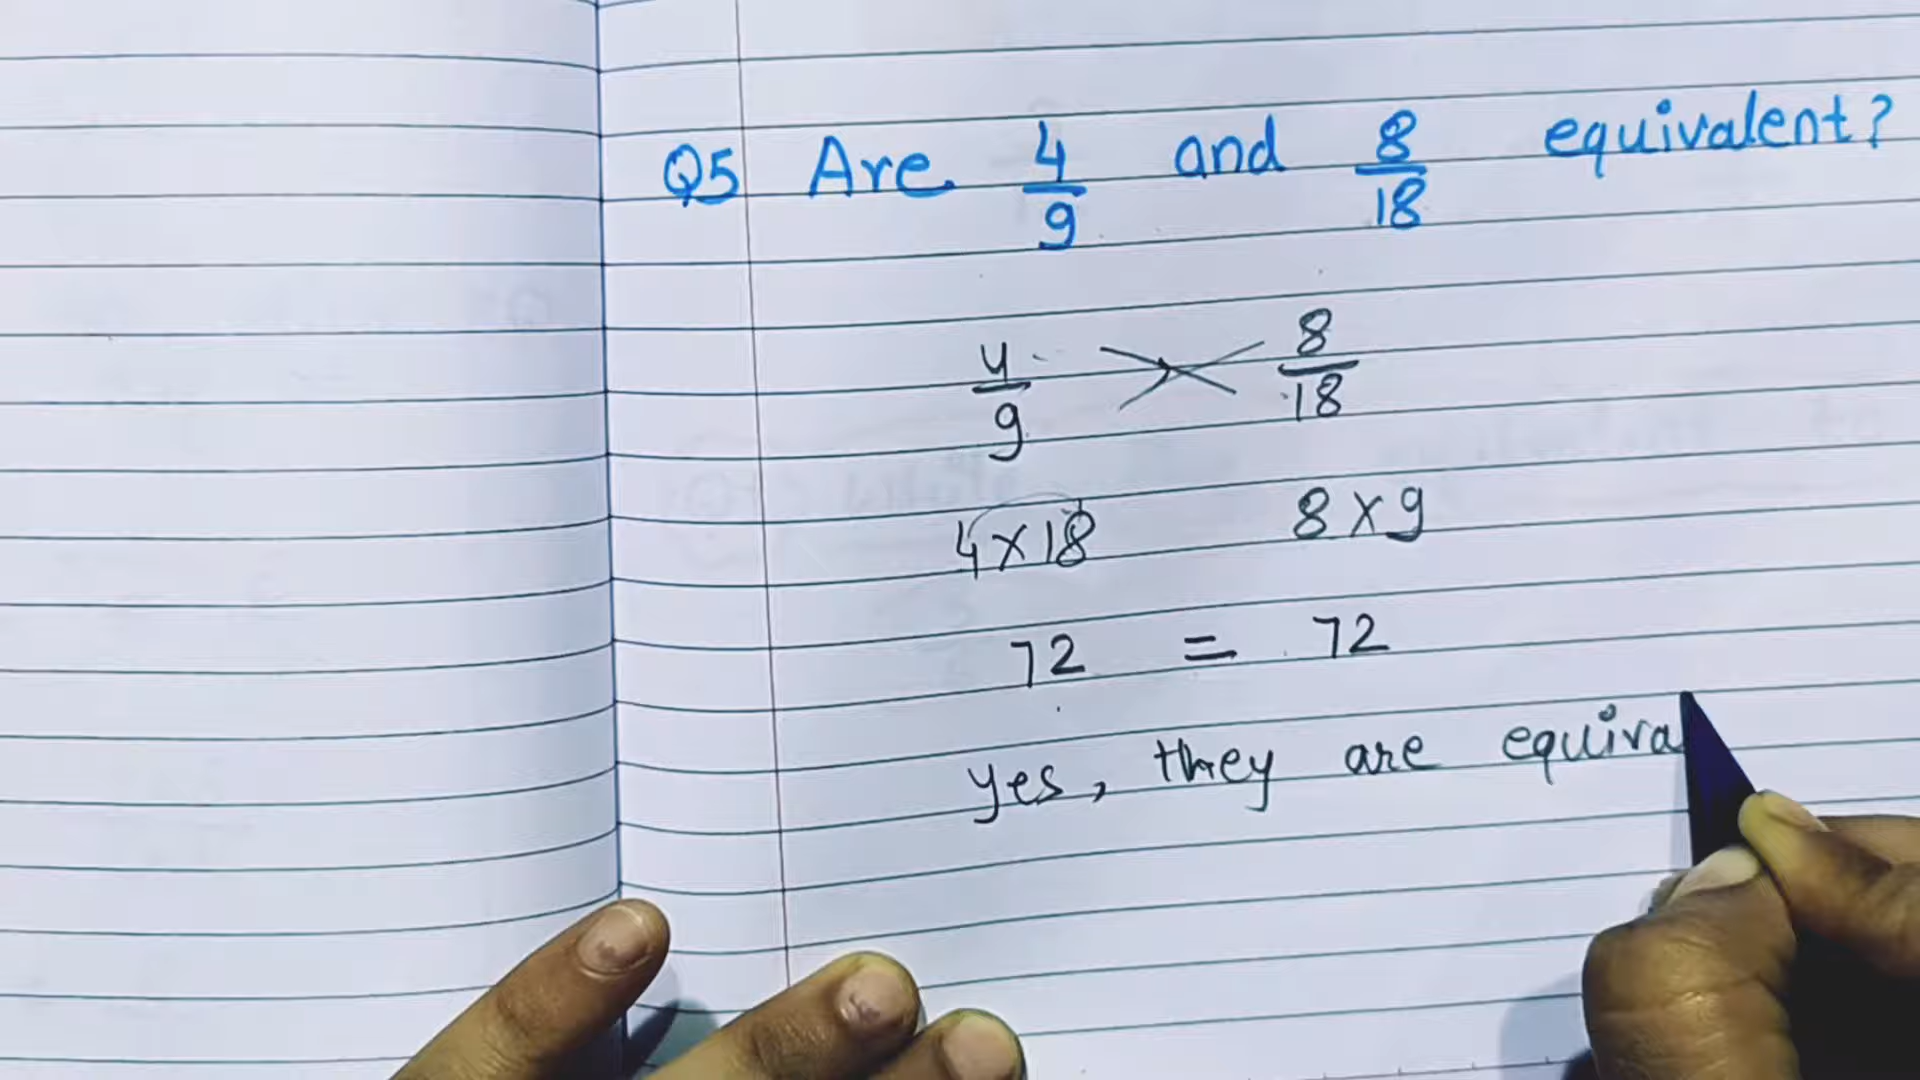 Q5 Are 4/9 and 8/18 equivalent?
4/9 8/18
4×18 8×9
72 = 72
yes, they are equiva